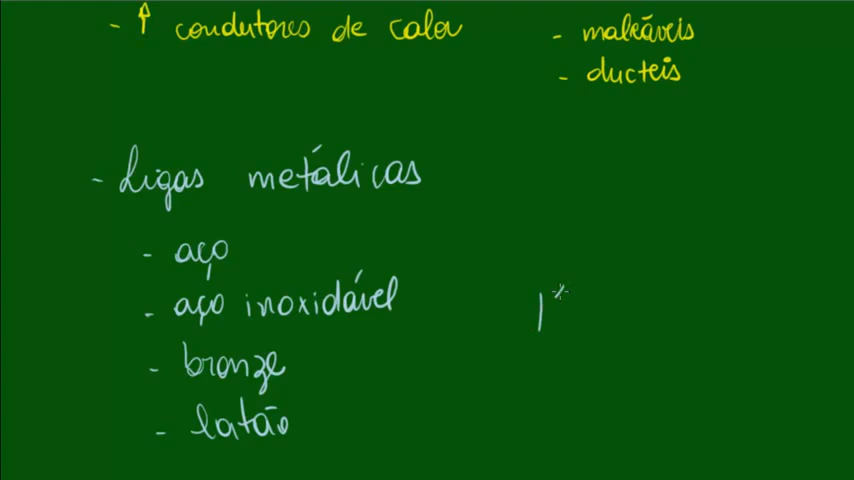 - ↑ condutores de calor
- maleáveis
- ducteis
- Ligas metálicas
- aço
- aço inoxidável
- bronze
- latão